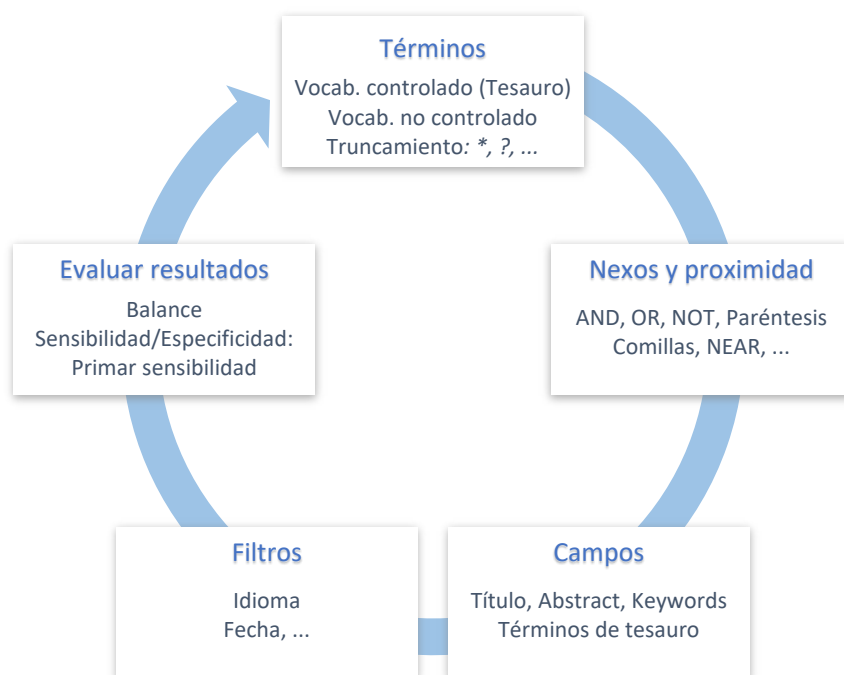 Términos
Vocab. controlado (Tesauro)
Vocab. no controlado
Truncamiento: *, ?, ...
Nexos y proximidad
AND, OR, NOT, Paréntesis
Comillas, NEAR, ...
Campos
Título, Abstract, Keywords
Términos de tesauro
Filtros
Idioma
Fecha, ...
Evaluar resultados
Balance
Sensibilidad/Especificidad:
Primar sensibilidad